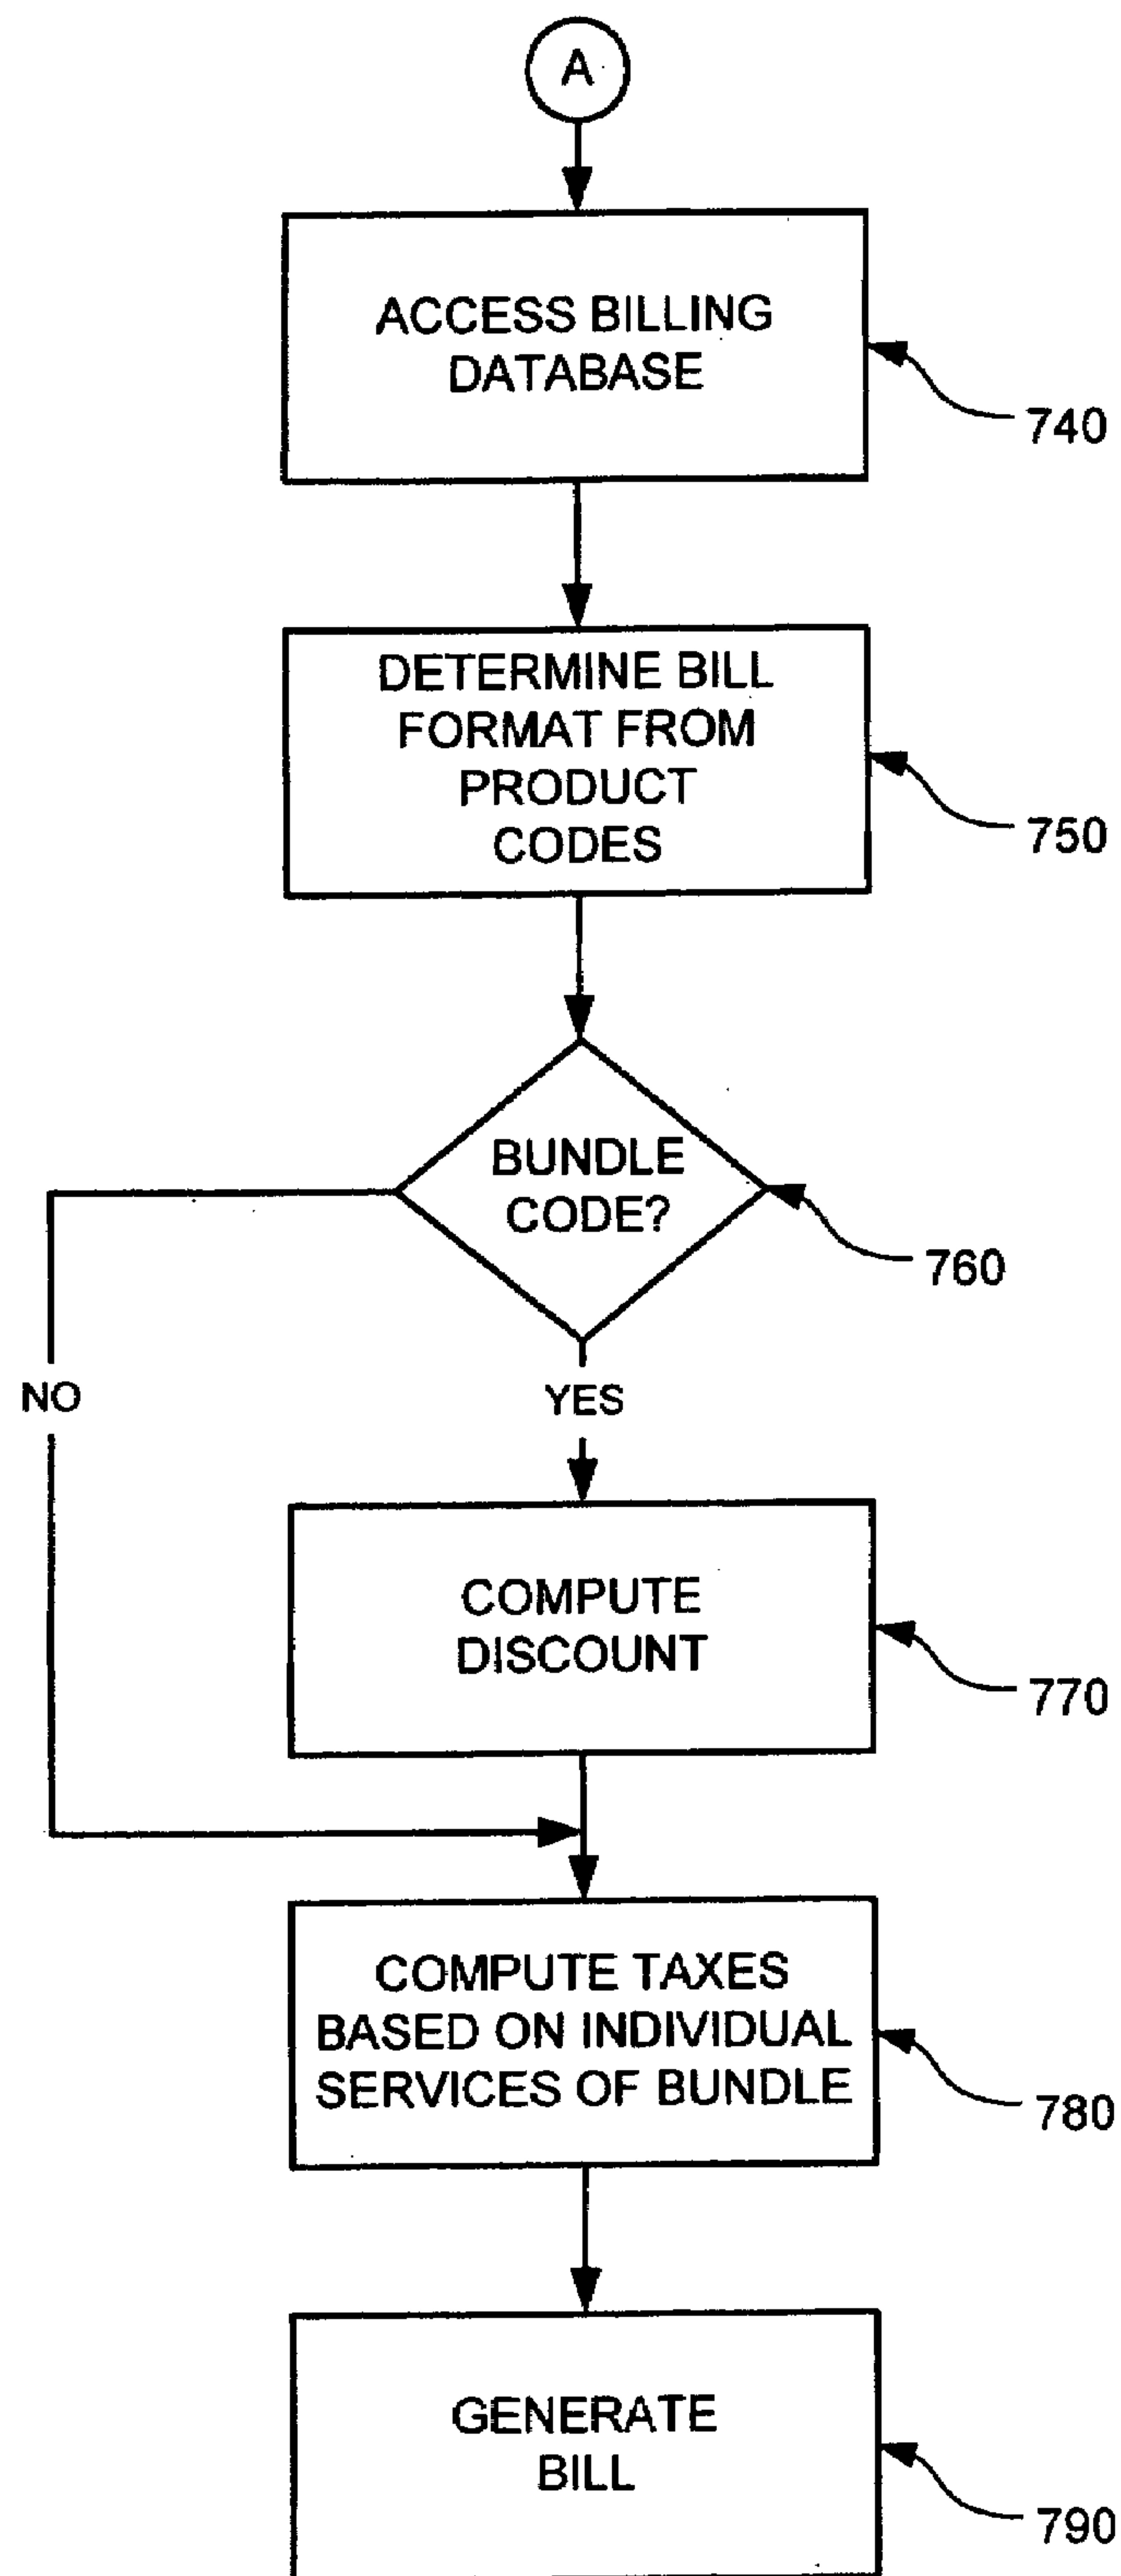 A
ACCESS BILLING
DATABASE
740
DETERMINE BILL
FORMAT FROM
PRODUCT
CODES
750
BUNDLE
CODE?
760
NO
YES
COMPUTE
DISCOUNT
770
COMPUTE TAXES
BASED ON INDIVIDUAL
SERVICES OF BUNDLE
780
GENERATE
BILL
790